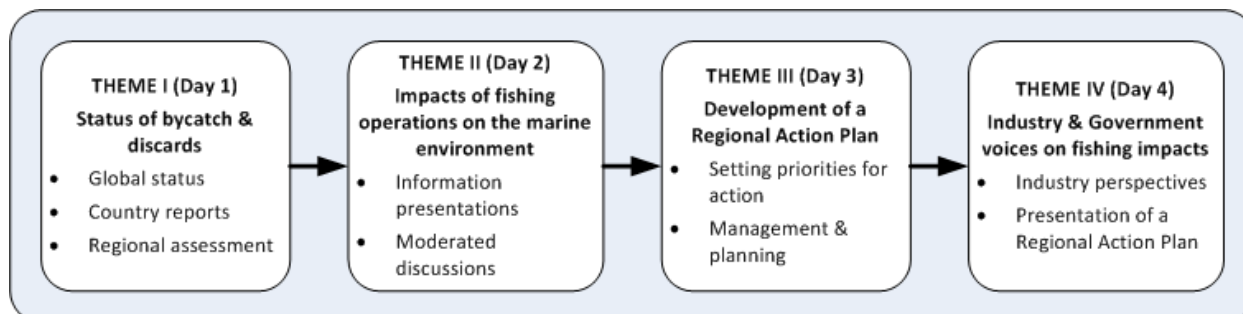 THEME I (Day 1)
Status of bycatch &
discards
• Global status
• Country reports
• Regional assessment
THEME II (Day 2)
Impacts of fishing
operations on the marine
environment
• Information
presentations
• Moderated
discussions
THEME III (Day 3)
Development of a
Regional Action Plan
• Setting priorities for
action
• Management &
planning
THEME IV (Day 4)
Industry & Government
voices on fishing impacts
• Industry perspectives
• Presentation of a
Regional Action Plan